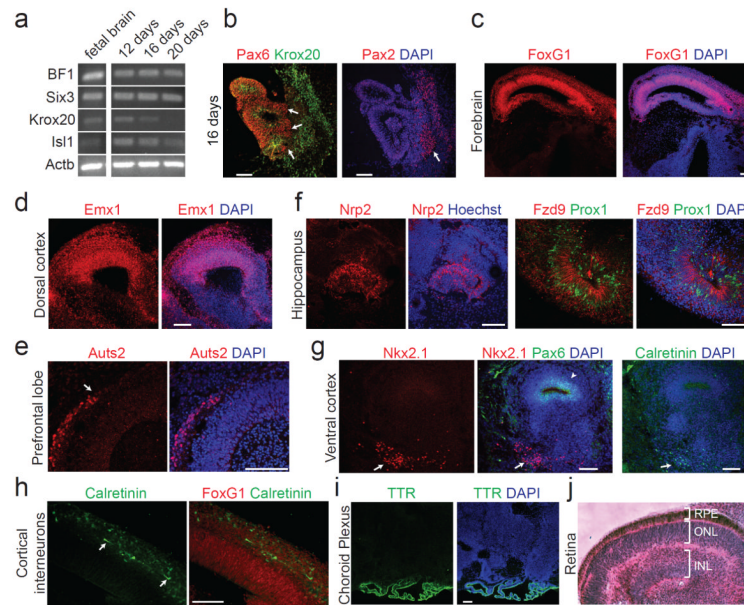 a
fetal brain
12 days
16 days
20 days
BF1
Six3
Krox20
Isl1
Actb
b
Pax6 Krox20
Pax2 DAPI
16 days
c
FoxG1
FoxG1 DAPI
Forebrain
d
Emx1
Emx1 DAPI
Dorsal cortex
f
Nrp2
Nrp2 Hoechst
Fzd9 Prox1
Fzd9 Prox1 DAPI
Hippocampus
e
Auts2
Auts2 DAPI
Prefrontal lobe
g
Nkx2.1
Nkx2.1 Pax6 DAPI
Calretinin DAPI
Ventral cortex
h
Calretinin
FoxG1 Calretinin
Cortical
interneurons
i
TTR
TTR DAPI
Choroid Plexus
j
Retina
RPE
ONL
INL